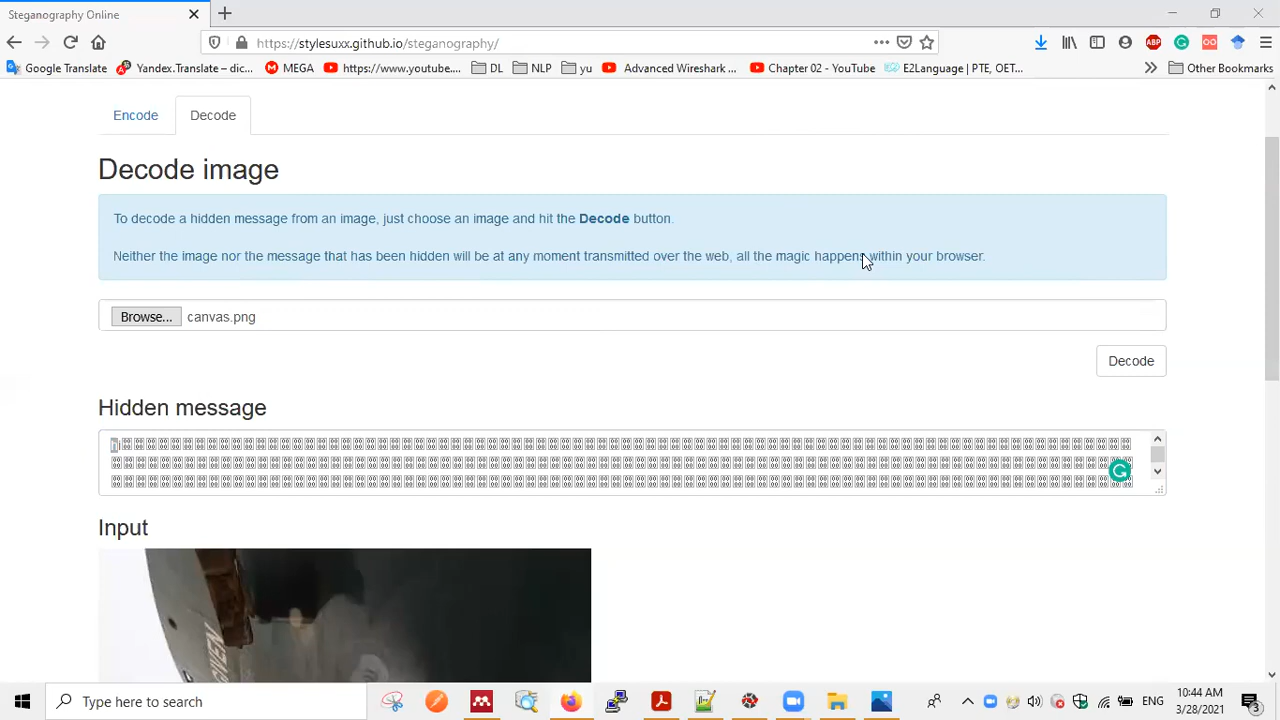 Steganography Online
https://stylesuxx.github.io/steganography/
Google Translate
Yandex.Translate – dic...
MEGA
https://www.youtube....
DL
NLP
yu
Advanced Wireshark ...
Chapter 02 - YouTube
E2Language | PTE, OET...
Other Bookmarks
Encode
Decode
Decode image
To decode a hidden message from an image, just choose an image and hit the Decode button.
Neither the image nor the message that has been hidden will be at any moment transmitted over the web, all the magic happens within your browser.
Browse...
canvas.png
Decode
Hidden message
Input
GIVEN
Type here to search
ENG
10:44 AM
3/28/2021
3